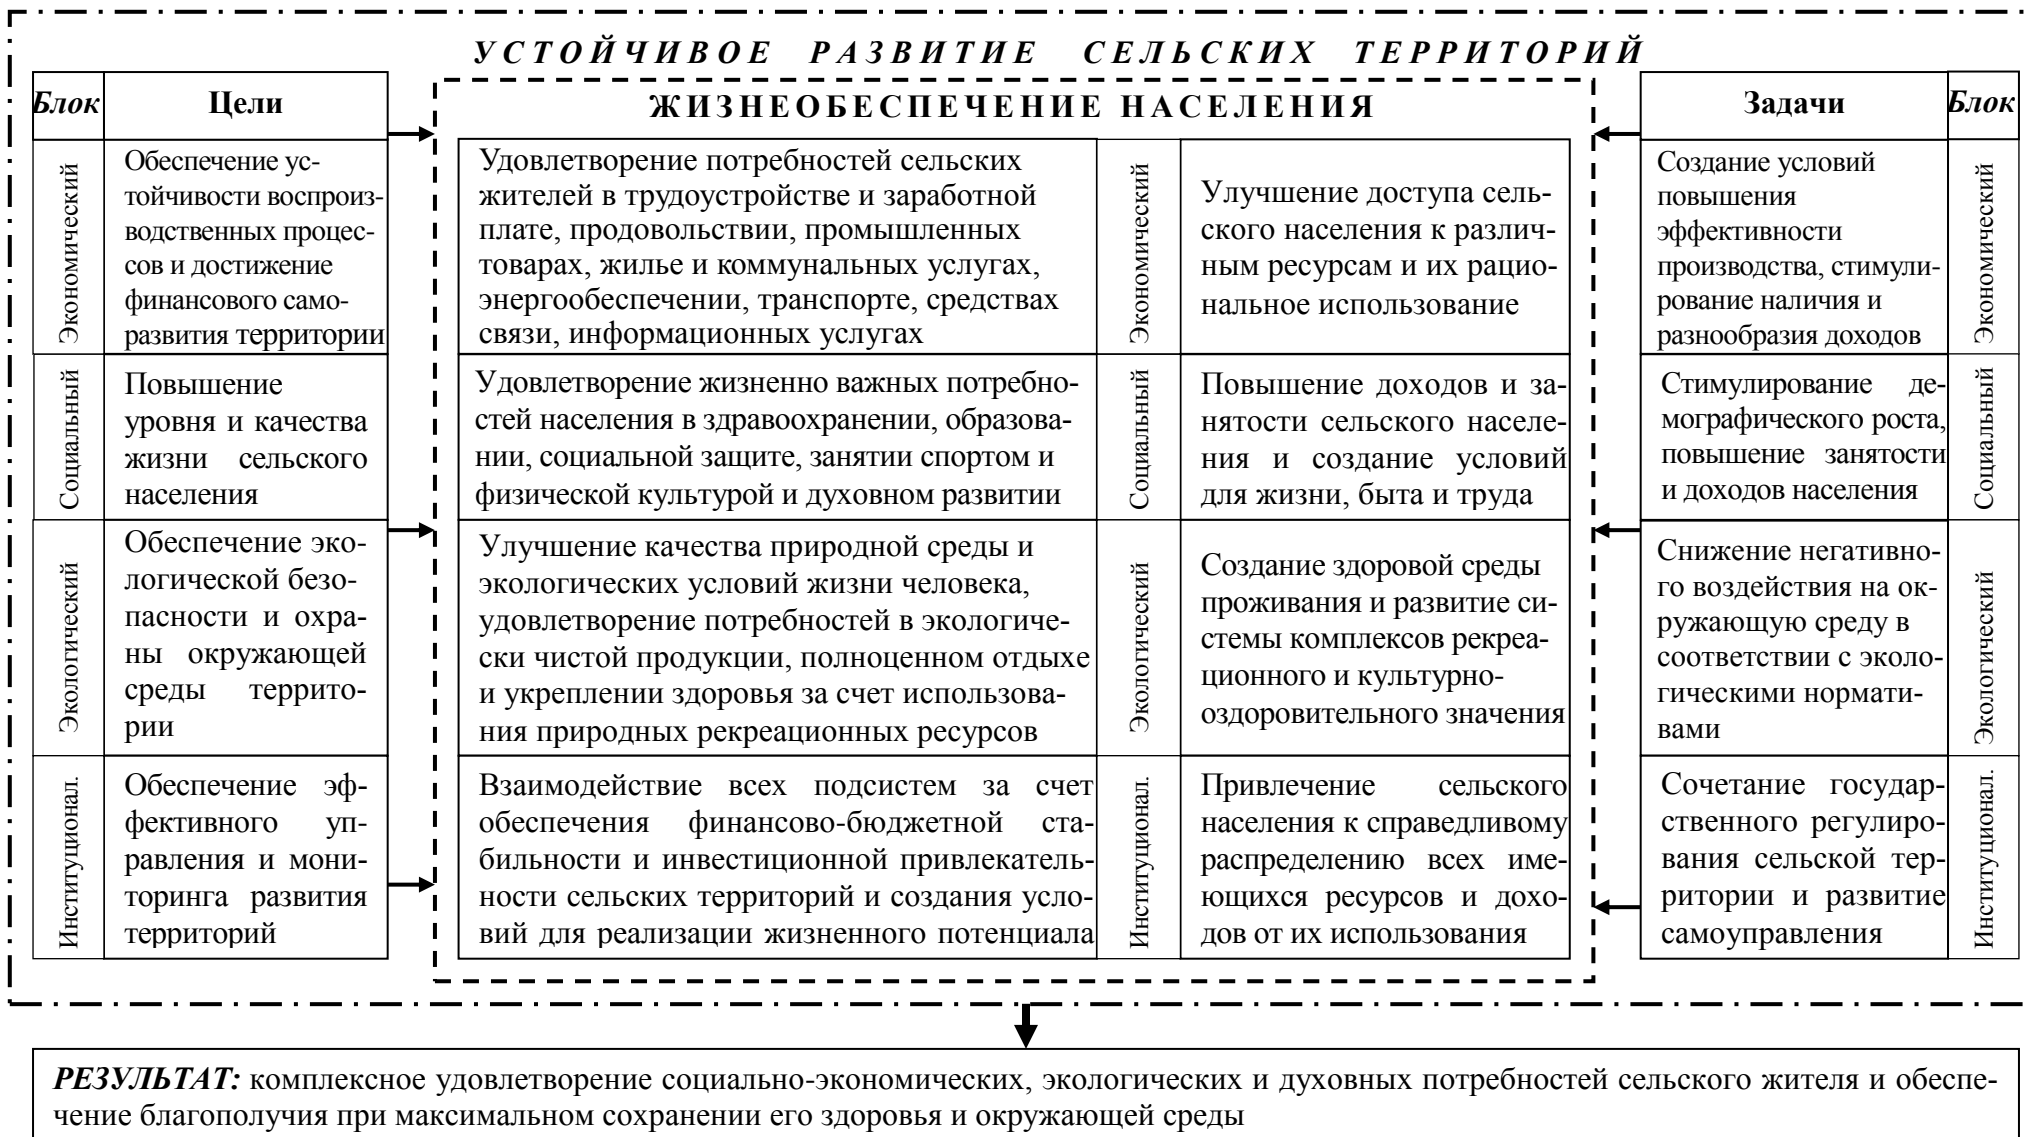 УСТОЙЧИВОЕ РАЗВИТИЕ СЕЛЬСКИХ ТЕРРИТОРИЙ
Блок
Цели
Экономический
Обеспечение ус-
тойчивости воспроиз-
водственных процес-
сов и достижение
финансового само-
развития территории
Социальный
Повышение
уровня и качества
жизни сельского
населения
Экологический
Обеспечение эко-
логической безо-
пасности и охра-
ны окружающей
среды террито-
рии
Институционал.
Обеспечение эф-
фективного уп-
равления и мони-
торинга развития
территорий
ЖИЗНЕОБЕСПЕЧЕНИЕ НАСЕЛЕНИЯ
Удовлетворение потребностей сельских
жителей в трудоустройстве и заработной
плате, продовольствии, промышленных
товарах, жилье и коммунальных услугах,
энергообеспечении, транспорте, средствах
связи, информационных услугах
Экономический
Улучшение доступа сель-
ского населения к различ-
ным ресурсам и их рацио-
нальное использование
Удовлетворение жизненно важных потребно-
стей населения в здравоохранении, образова-
нии, социальной защите, занятии спортом и
физической культурой и духовном развитии
Социальный
Повышение доходов и за-
нятости сельского населе-
ния и создание условий
для жизни, быта и труда
Улучшение качества природной среды и
экологических условий жизни человека,
удовлетворение потребностей в экологиче-
ски чистой продукции, полноценном отдыхе
и укреплении здоровья за счет использова-
ния природных рекреационных ресурсов
Экологический
Создание здоровой среды
проживания и развитие си-
стемы комплексов рекреа-
ционного и культурно-
оздоровительного значения
Взаимодействие всех подсистем за счет
обеспечения финансово-бюджетной ста-
бильности и инвестиционной привлекатель-
ности сельских территорий и создания усло-
вий для реализации жизненного потенциала
Институционал.
Привлечение сельского
населения к справедливому
распределению всех име-
ющихся ресурсов и дохо-
дов от их использования
Задачи
Блок
Создание условий
повышения
эффективности
производства, стимули-
рование наличия и
разнообразия доходов
Экономический
Стимулирование де-
мографического роста,
повышение занятости
и доходов населения
Социальный
Снижение негативно-
го воздействия на ок-
ружающую среду в
соответствии с эколо-
гическими нормати-
вами
Экологический
Сочетание государ-
ственного регулиро-
вания сельской тер-
ритории и развитие
самоуправления
Институционал.
РЕЗУЛЬТАТ: комплексное удовлетворение социально-экономических, экологических и духовных потребностей сельского жителя и обеспе-
чение благополучия при максимальном сохранении его здоровья и окружающей среды